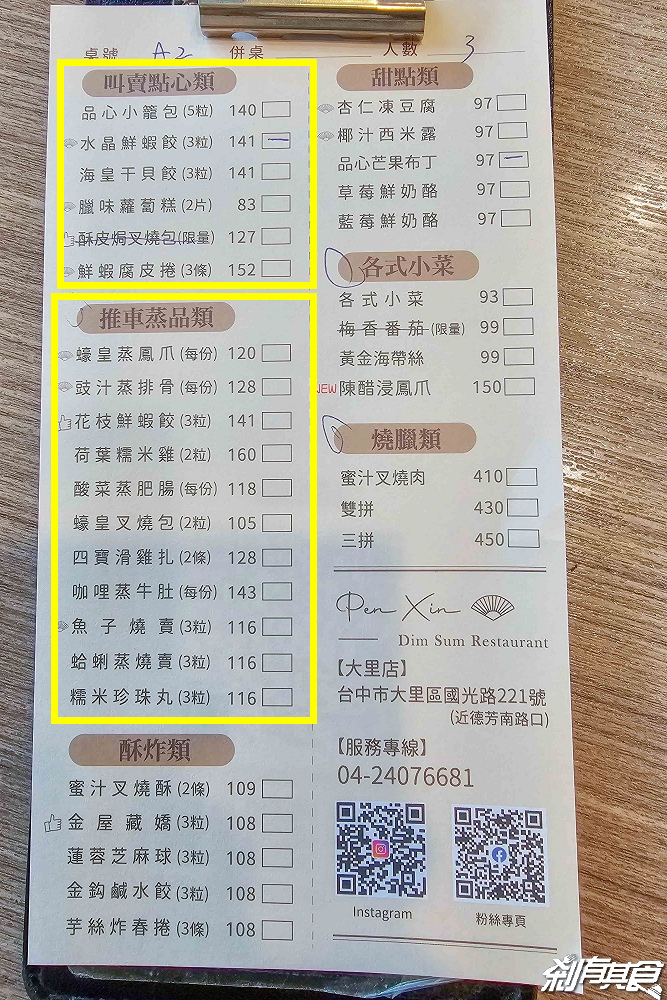 桌號 A2 併桌 人數 3
叫賣點心類
品心小籠包(5粒) 140
水晶鮮蝦餃(3粒) 141
海皇干貝餃(3粒) 141
臘味蘿蔔糕(2片) 83
酥皮焗叉燒包(限量) 127
鮮蝦腐皮捲(3條) 152
推車蒸品類
蠔皇蒸鳳爪(每份) 120
豉汁蒸排骨(每份) 128
花枝鮮蝦餃(3粒) 141
荷葉糯米雞(2粒) 160
酸菜蒸肥腸(每份) 118
蠔皇叉燒包(2粒) 105
四寶滑雞扎(2條) 128
咖哩蒸牛肚(每份) 143
魚子燒賣(3粒) 116
蛤蜊蒸燒賣(3粒) 116
糯米珍珠丸(3粒) 116
酥炸類
蜜汁叉燒酥(2條) 109
金屋藏嬌(3粒) 108
蓮蓉芝麻球(3粒) 108
金鈎鹹水餃(3粒) 108
芋絲炸春捲(3條) 108
甜點類
杏仁凍豆腐 97
椰汁西米露 97
品心芒果布丁 97
草莓鮮奶酪 97
藍莓鮮奶酪 97
各式小菜
各式小菜 93
梅香番茄(限量) 99
黃金海帶絲 99
NEW 陳醋浸鳳爪 150
燒臘類
蜜汁叉燒肉 410
雙拼 430
三拼 450
Pen Xin
Dim Sum Restaurant
【大里店】
台中市大里區國光路221號
(近德芳南路口)
【服務專線】
04-24076681
Instagram
粉絲專頁
剎有其食